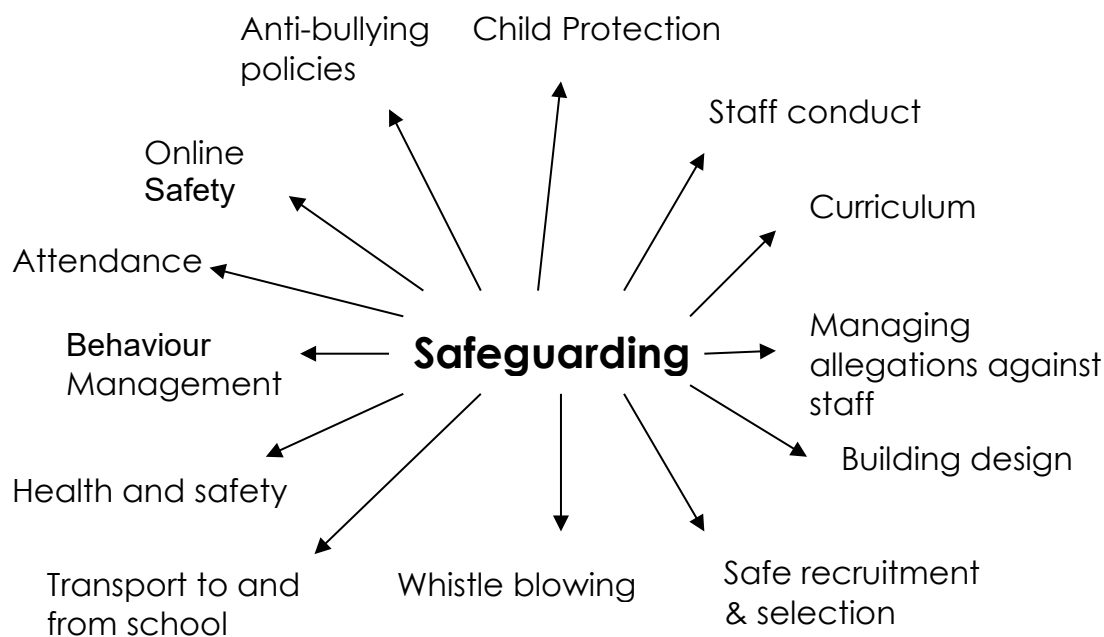 Anti-bullying
policies
Child Protection
Staff conduct
Online
Safety
Curriculum
Attendance
Managing
allegations against
staff
Behaviour
Management
Safeguarding
Building design
Health and safety
Transport to and
from school
Whistle blowing
Safe recruitment
& selection